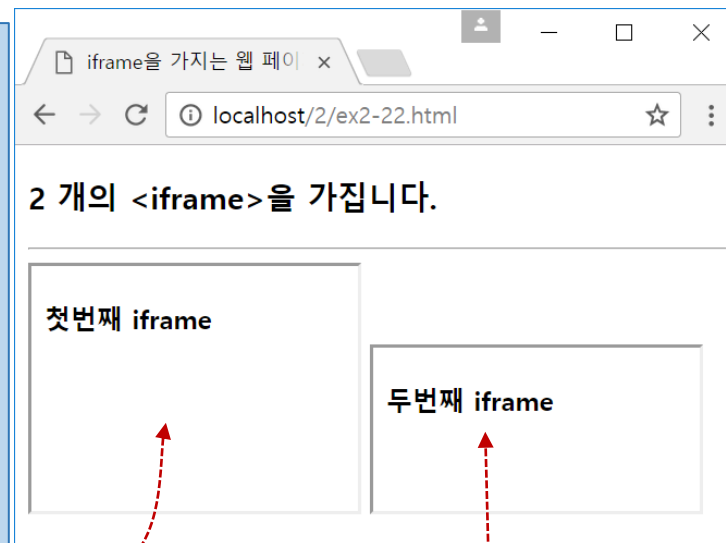 iframe을 가지는 웹 페이
localhost/2/ex2-22.html
2 개의 <iframe>을 가집니다.
첫번째 iframe
두번째 iframe